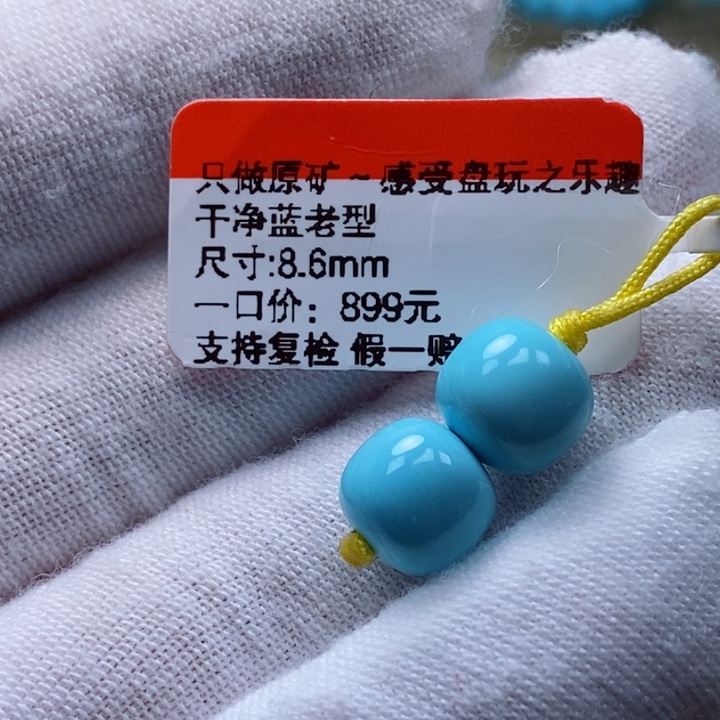 只做原矿~感受盘玩之乐趣
干净蓝老型
尺寸:8.6mm
一口价：899元
支持复检 假一赔